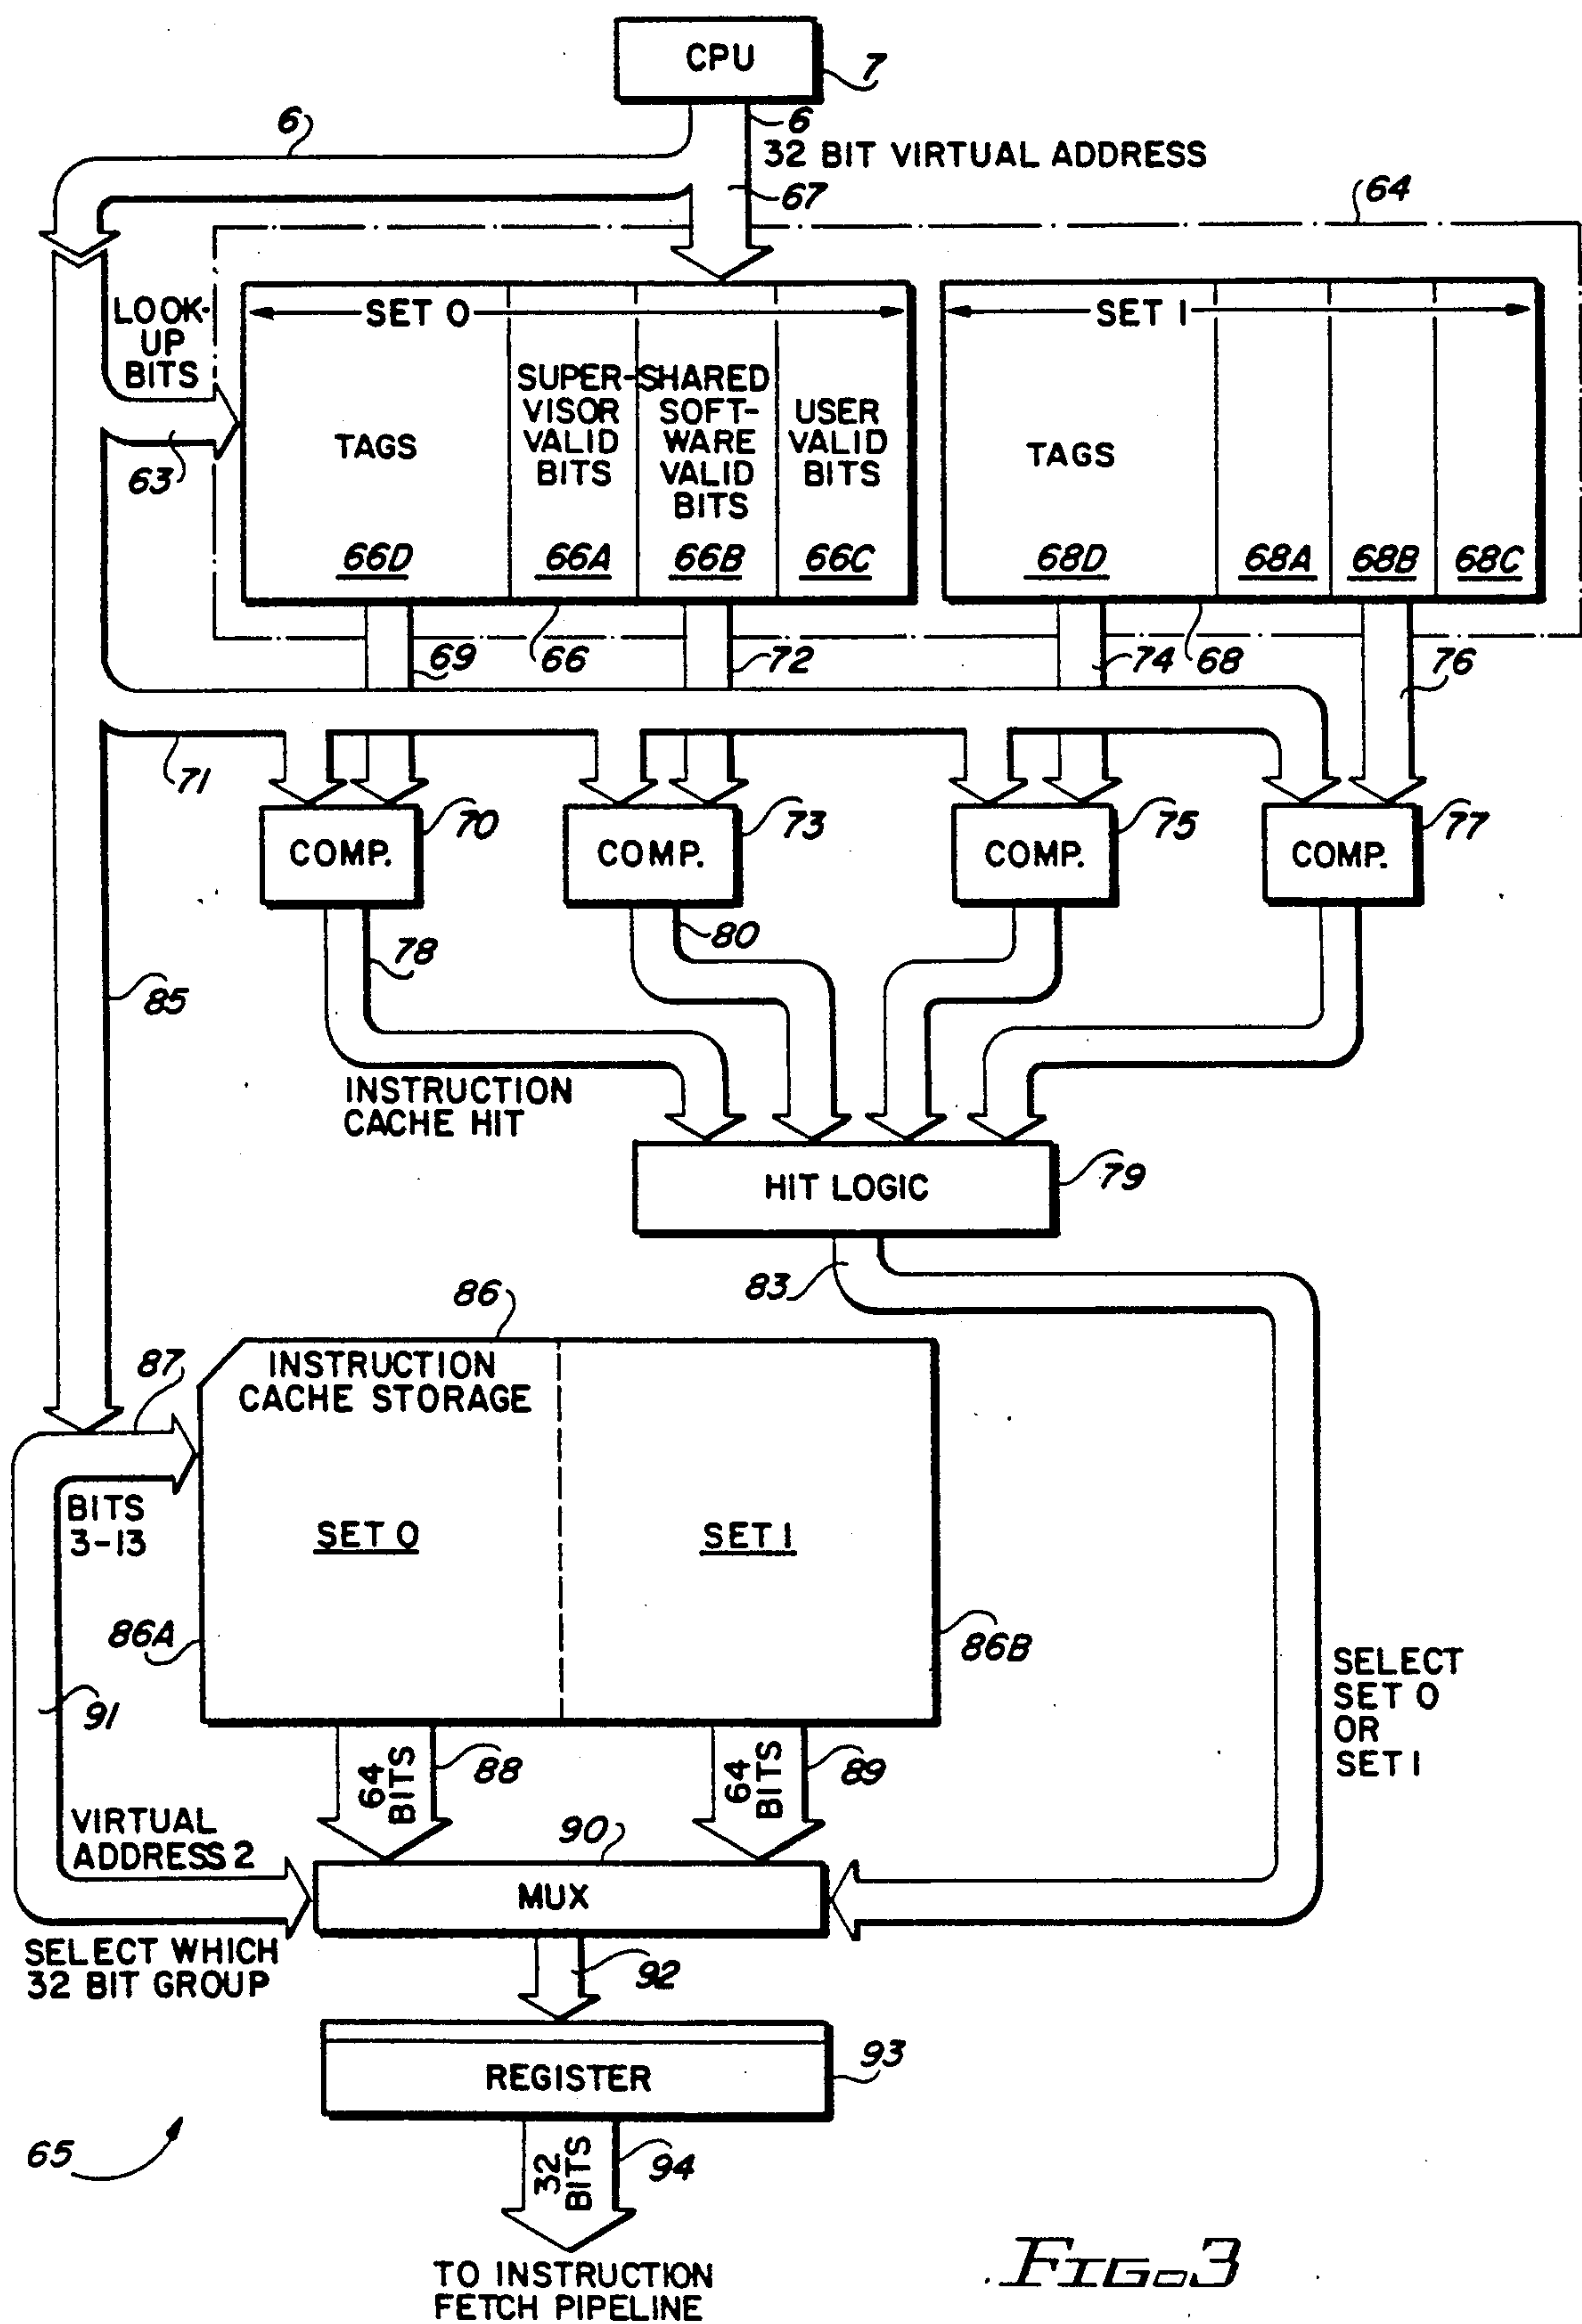 CPU
7
6
6
32 BIT VIRTUAL ADDRESS
67
64
LOOK-
UP
BITS
63
SET 0
TAGS
SUPER-
VISOR
VALID
BITS
SHARED
SOFT-
WARE
VALID
BITS
USER
VALID
BITS
66D
66A
66B
66C
SET 1
TAGS
68D
68A
68B
68C
69
66
72
74
68
76
71
COMP.
70
COMP.
73
COMP.
75
COMP.
77
78
80
85
INSTRUCTION
CACHE HIT
HIT LOGIC
79
83
86
87
INSTRUCTION
CACHE STORAGE
BITS
3-13
SET 0
SET 1
86A
86B
91
SELECT
SET 0
OR
SET 1
64
BITS
88
64
BITS
89
VIRTUAL
ADDRESS 2
90
MUX
SELECT WHICH
32 BIT GROUP
92
REGISTER
93
65
32
BITS
94
TO INSTRUCTION
FETCH PIPELINE
FIG. 3